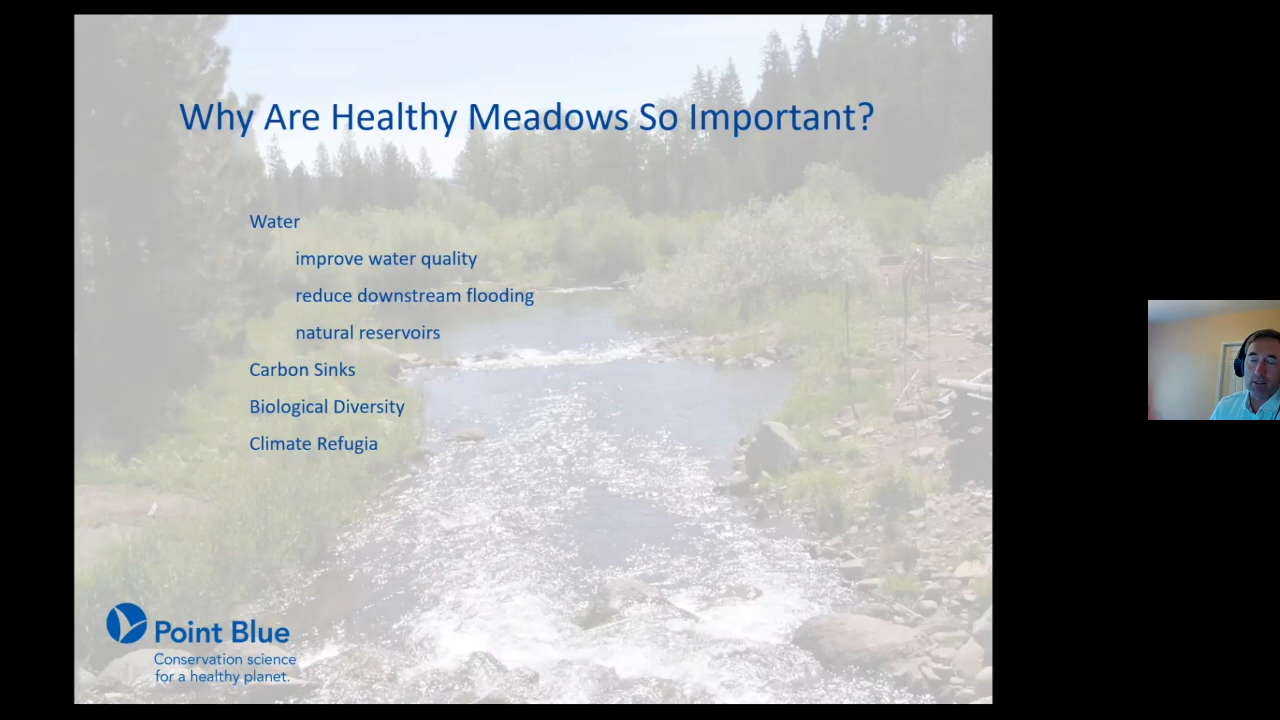 Why Are Healthy Meadows So Important?
Water
improve water quality
reduce downstream flooding
natural reservoirs
Carbon Sinks
Biological Diversity
Climate Refugia
Point Blue
Conservation science
for a healthy planet.